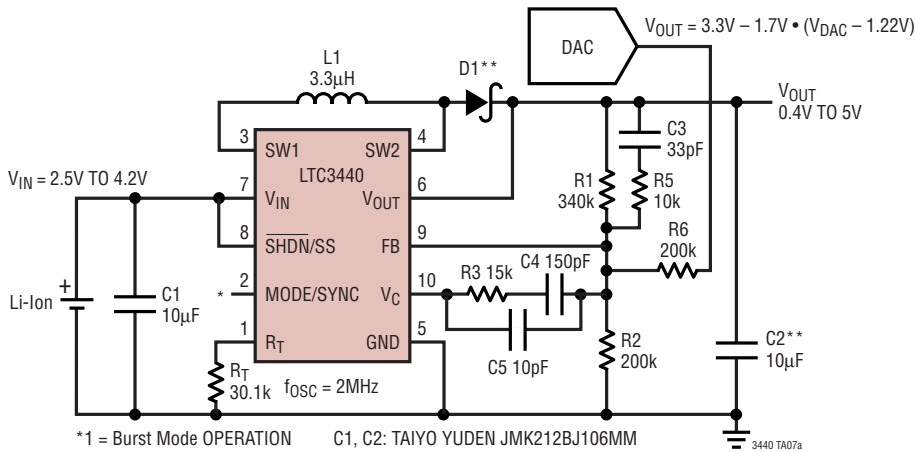 DAC
V_OUT = 3.3V – 1.7V • (V_DAC – 1.22V)
L1
3.3µH
D1**
V_OUT
0.4V TO 5V
3
4
SW1
SW2
LTC3440
C3
33pF
V_IN = 2.5V TO 4.2V
7
6
V_IN
V_OUT
R1
340k
R5
10k
8
9
SHDN/SS
FB
R6
200k
C4 150pF
Li-Ion
+
C1
10µF
*
2
10
MODE/SYNC
V_C
R3 15k
1
5
R_T
GND
C5 10pF
R2
200k
C2**
10µF
R_T
30.1k
f_OSC = 2MHz
*1 = Burst Mode OPERATION
C1, C2: TAIYO YUDEN JMK212BJ106MM
3440 TA07a